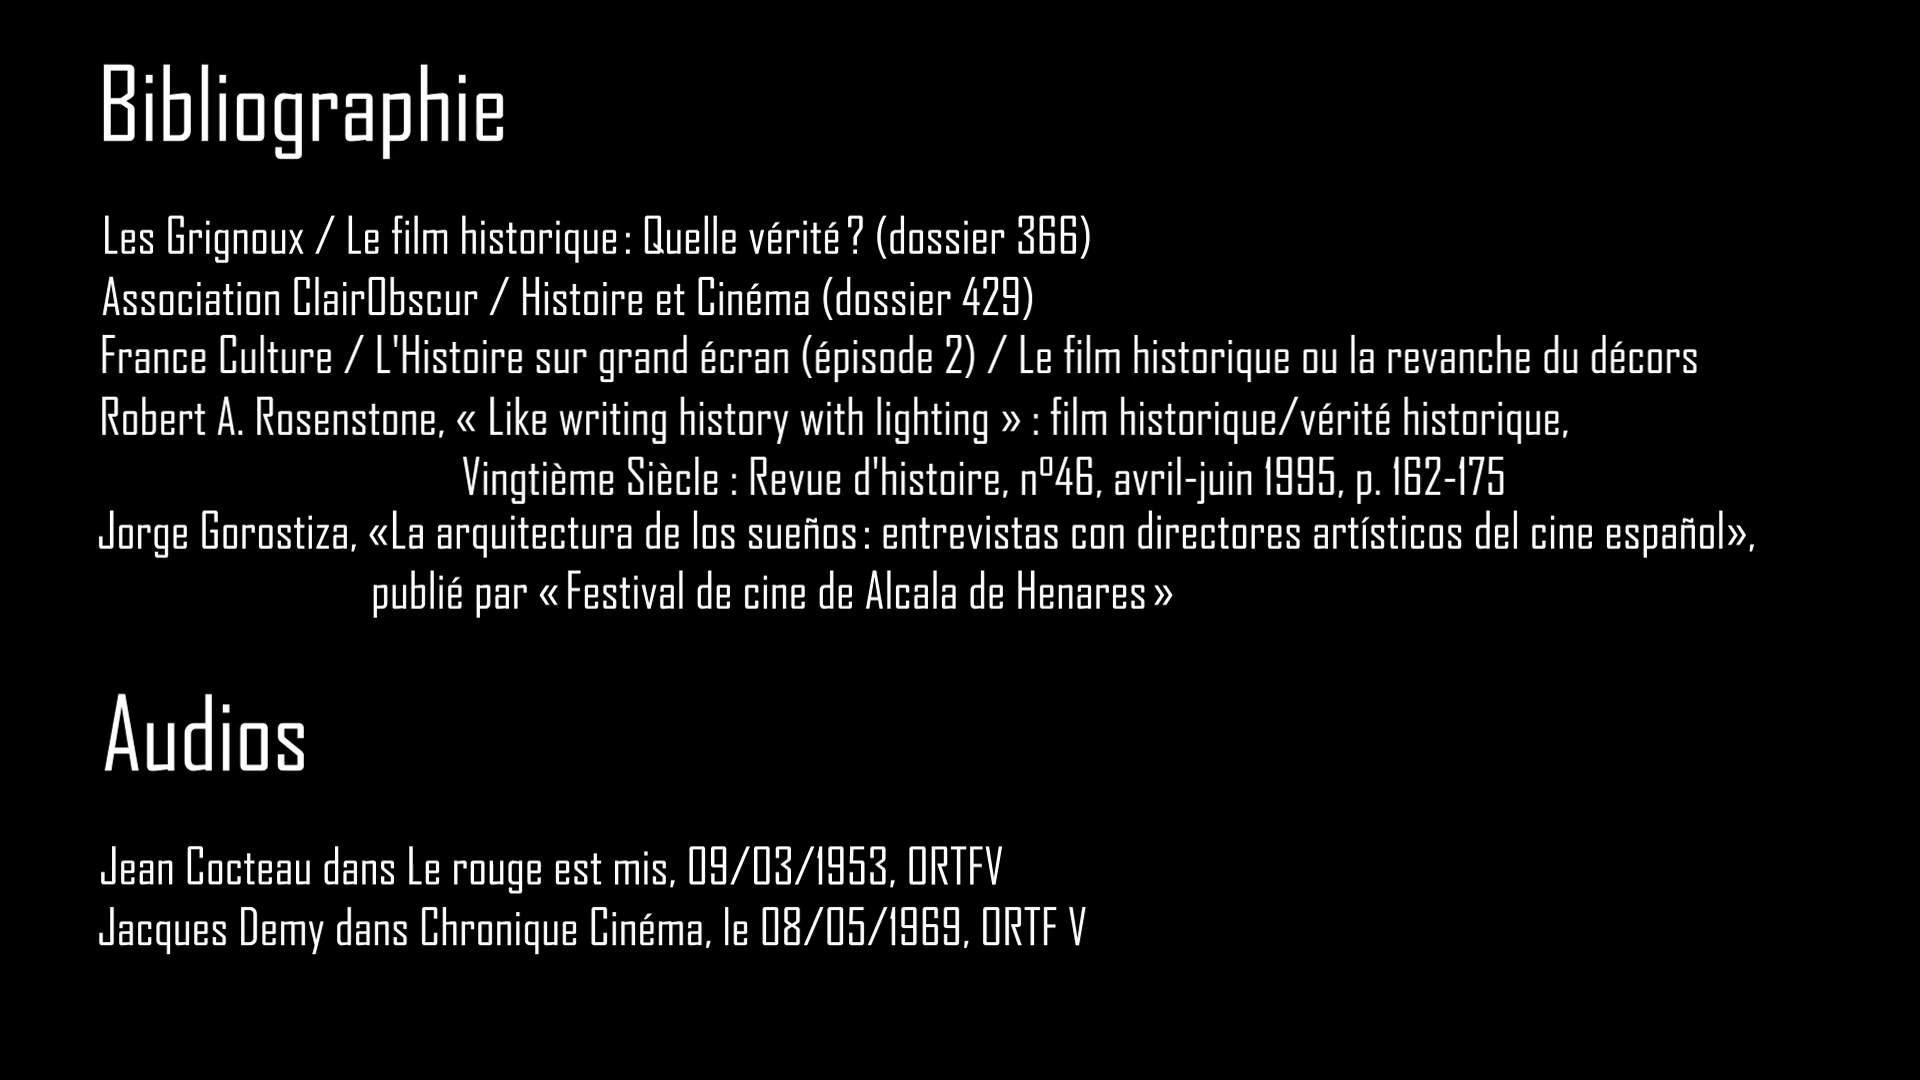 Bibliographie
Les Grignoux / Le film historique : Quelle vérité ? (dossier 366)
Association ClairObscur / Histoire et Cinéma (dossier 429)
France Culture / L'Histoire sur grand écran (épisode 2) / Le film historique ou la revanche du décors
Robert A. Rosenstone, « Like writing history with lighting » : film historique/vérité historique,
Vingtième Siècle : Revue d'histoire, nº46, avril-juin 1995, p. 162-175
Jorge Gorostiza, «La arquitectura de los sueños : entrevistas con directores artísticos del cine español»,
publié par « Festival de cine de Alcala de Henares »
Audios
Jean Cocteau dans Le rouge est mis, 09/03/1953, ORTFV
Jacques Demy dans Chronique Cinéma, le 08/05/1969, ORTF V